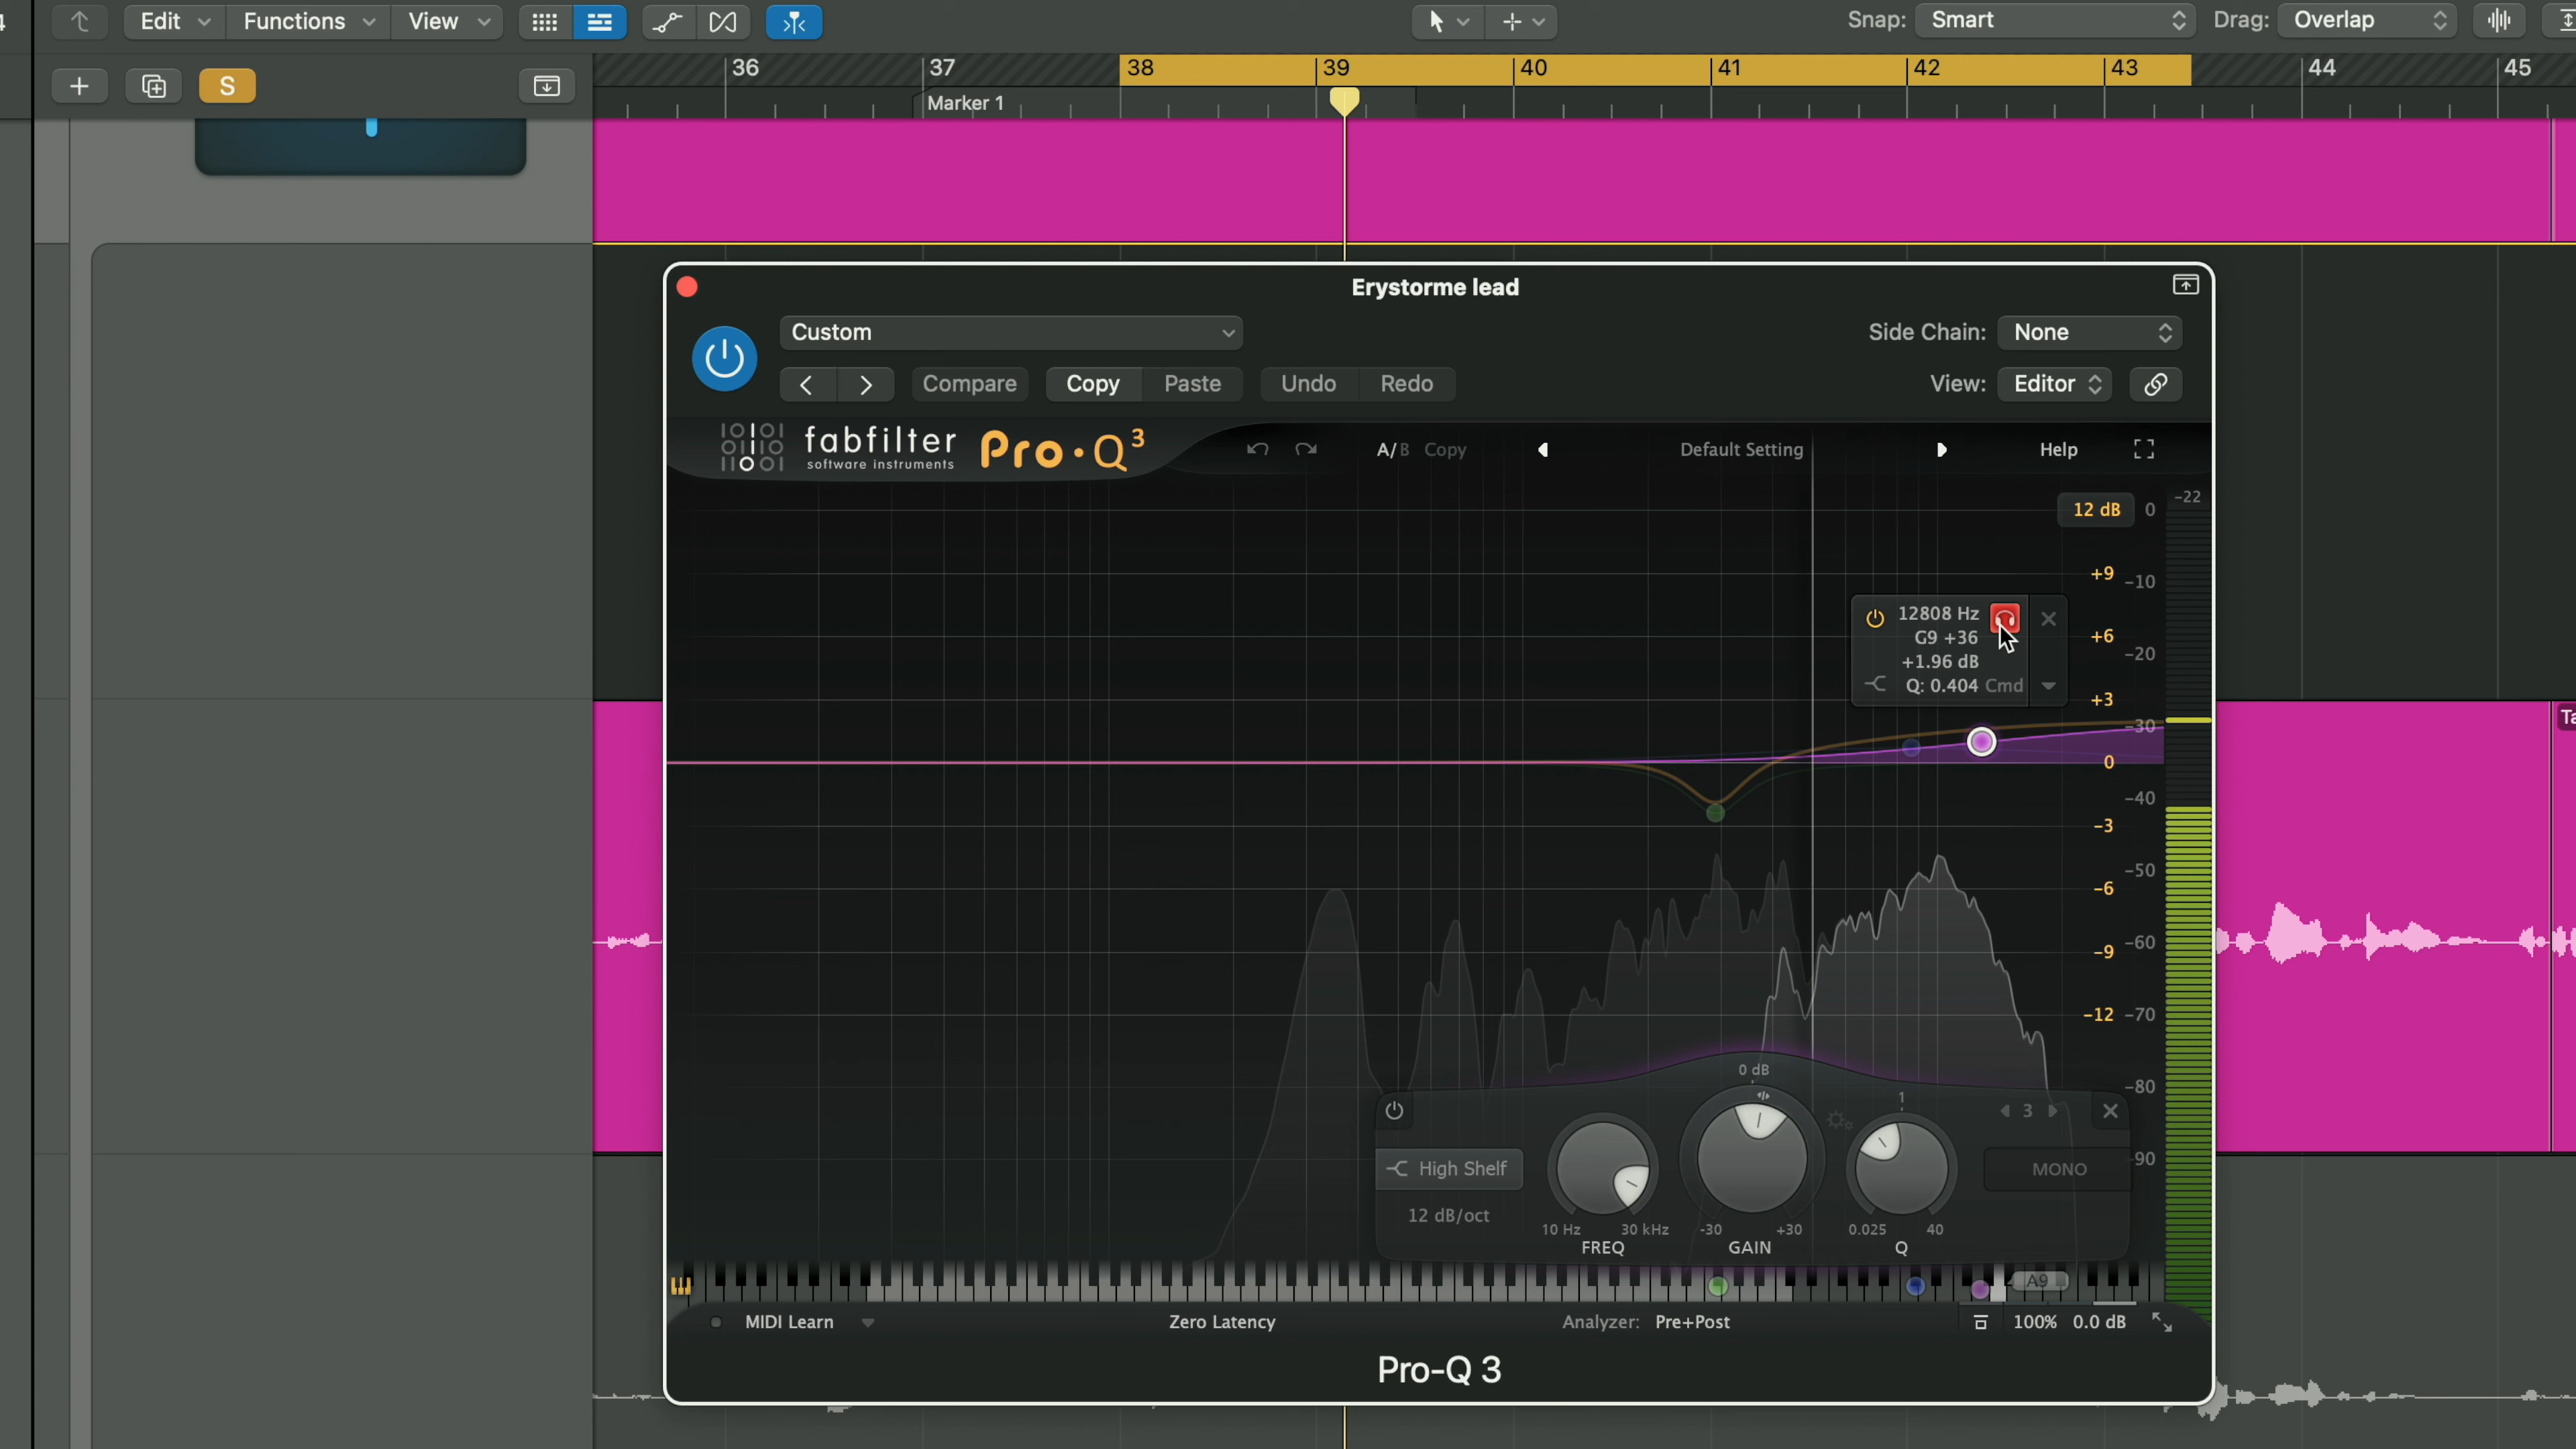 4
Edit Functions View
Snap: Smart Drag: Overlap
S
36 37 38 39 40 41 42 43 44 45
Marker 1
Erystorme lead
Custom
Side Chain: None
Compare Copy Paste Undo Redo
View: Editor
fabfilter
software instruments
Pro·Q3
A/B Copy
Default Setting
Help
12 dB 0 -22
+9 -10
12808 Hz
G9 +36
+1.96 dB
Q: 0.404 Cmd
+6 -20
+3 -30
0 -40
-3 -50
-6 -60
-9 -70
-12 -80
-90
0 dB
1
3
High Shelf
12 dB/oct
MONO
10 Hz 30 kHz -30 +30 0.025 40
FREQ GAIN Q
A9
MIDI Learn Zero Latency Analyzer: Pre+Post 100% 0.0 dB
Pro-Q 3